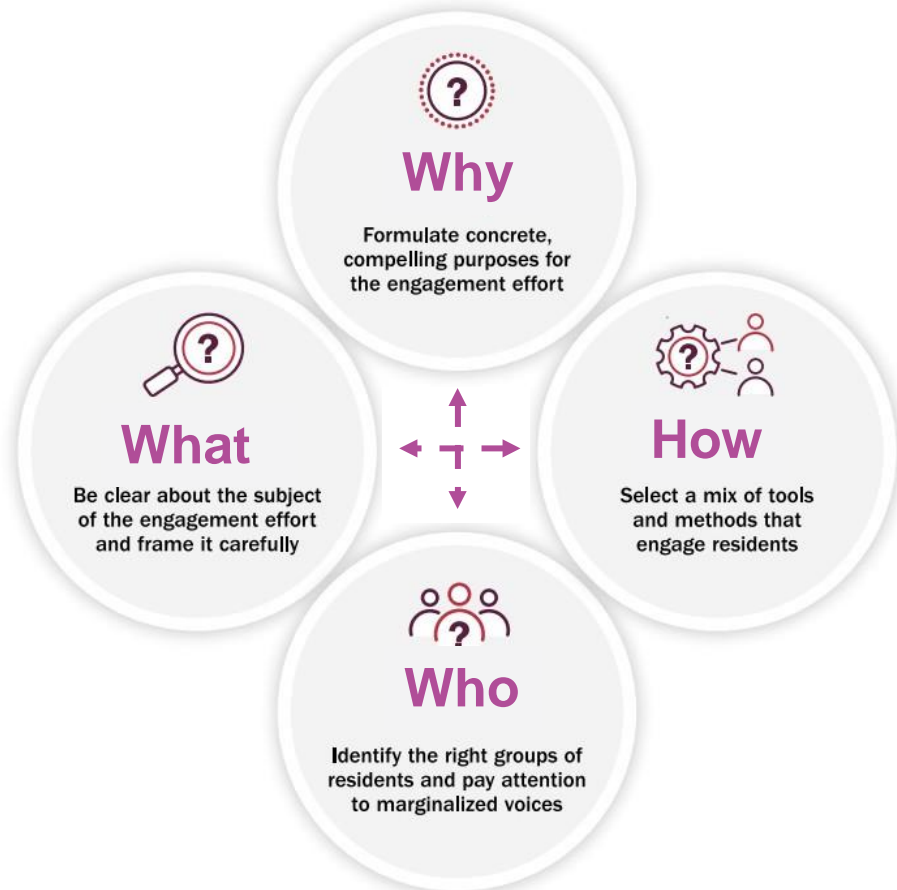 ?
Why
Formulate concrete,
compelling purposes for
the engagement effort
?
What
Be clear about the subject
of the engagement effort
and frame it carefully
?
How
Select a mix of tools
and methods that
engage residents
?
Who
Identify the right groups of
residents and pay attention
to marginalized voices